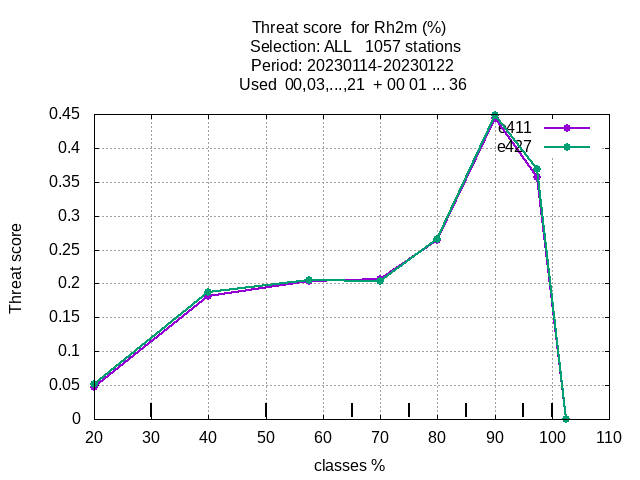 Threat score for Rh2m (%)
Selection: ALL 1057 stations
Period: 20230114-20230122
Used 00,03,...,21 + 00 01 ... 36
0.45
0.4
0.35
0.3
0.25
0.2
0.15
0.1
0.05
0
Threat score
e411
e427
20 30 40 50 60 70 80 90 100 110
classes %